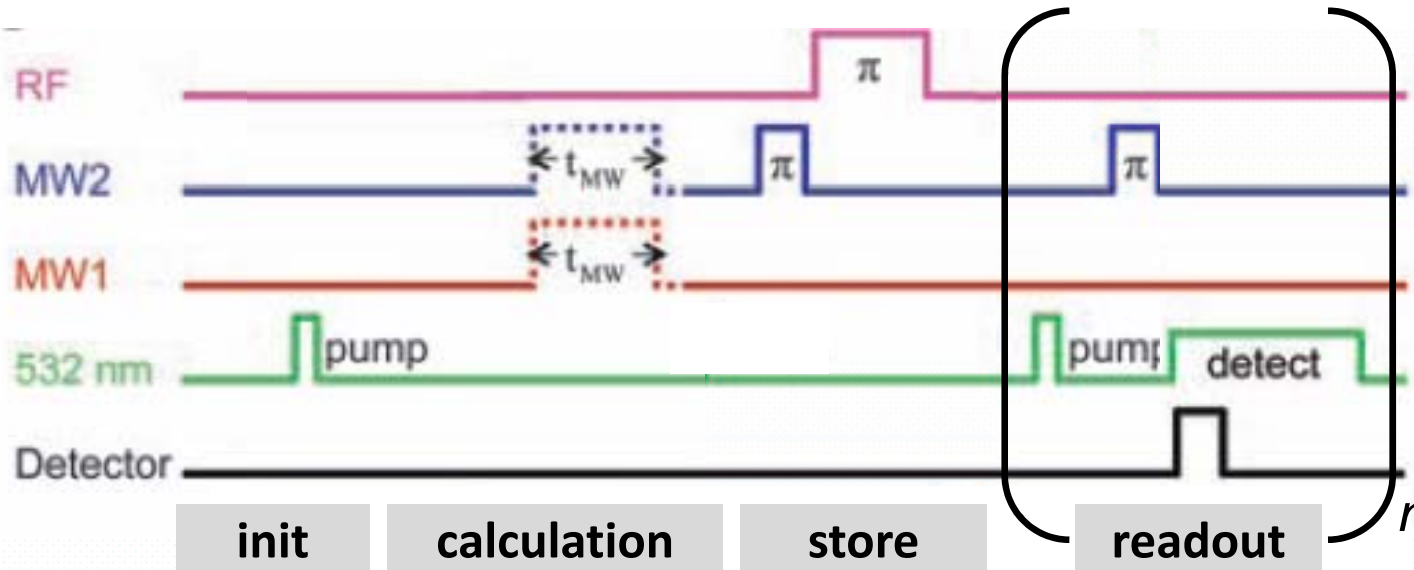 RF π
MW2 t_MW π π
MW1 t_MW
532 nm pump pump detect
Detector
init calculation store readout